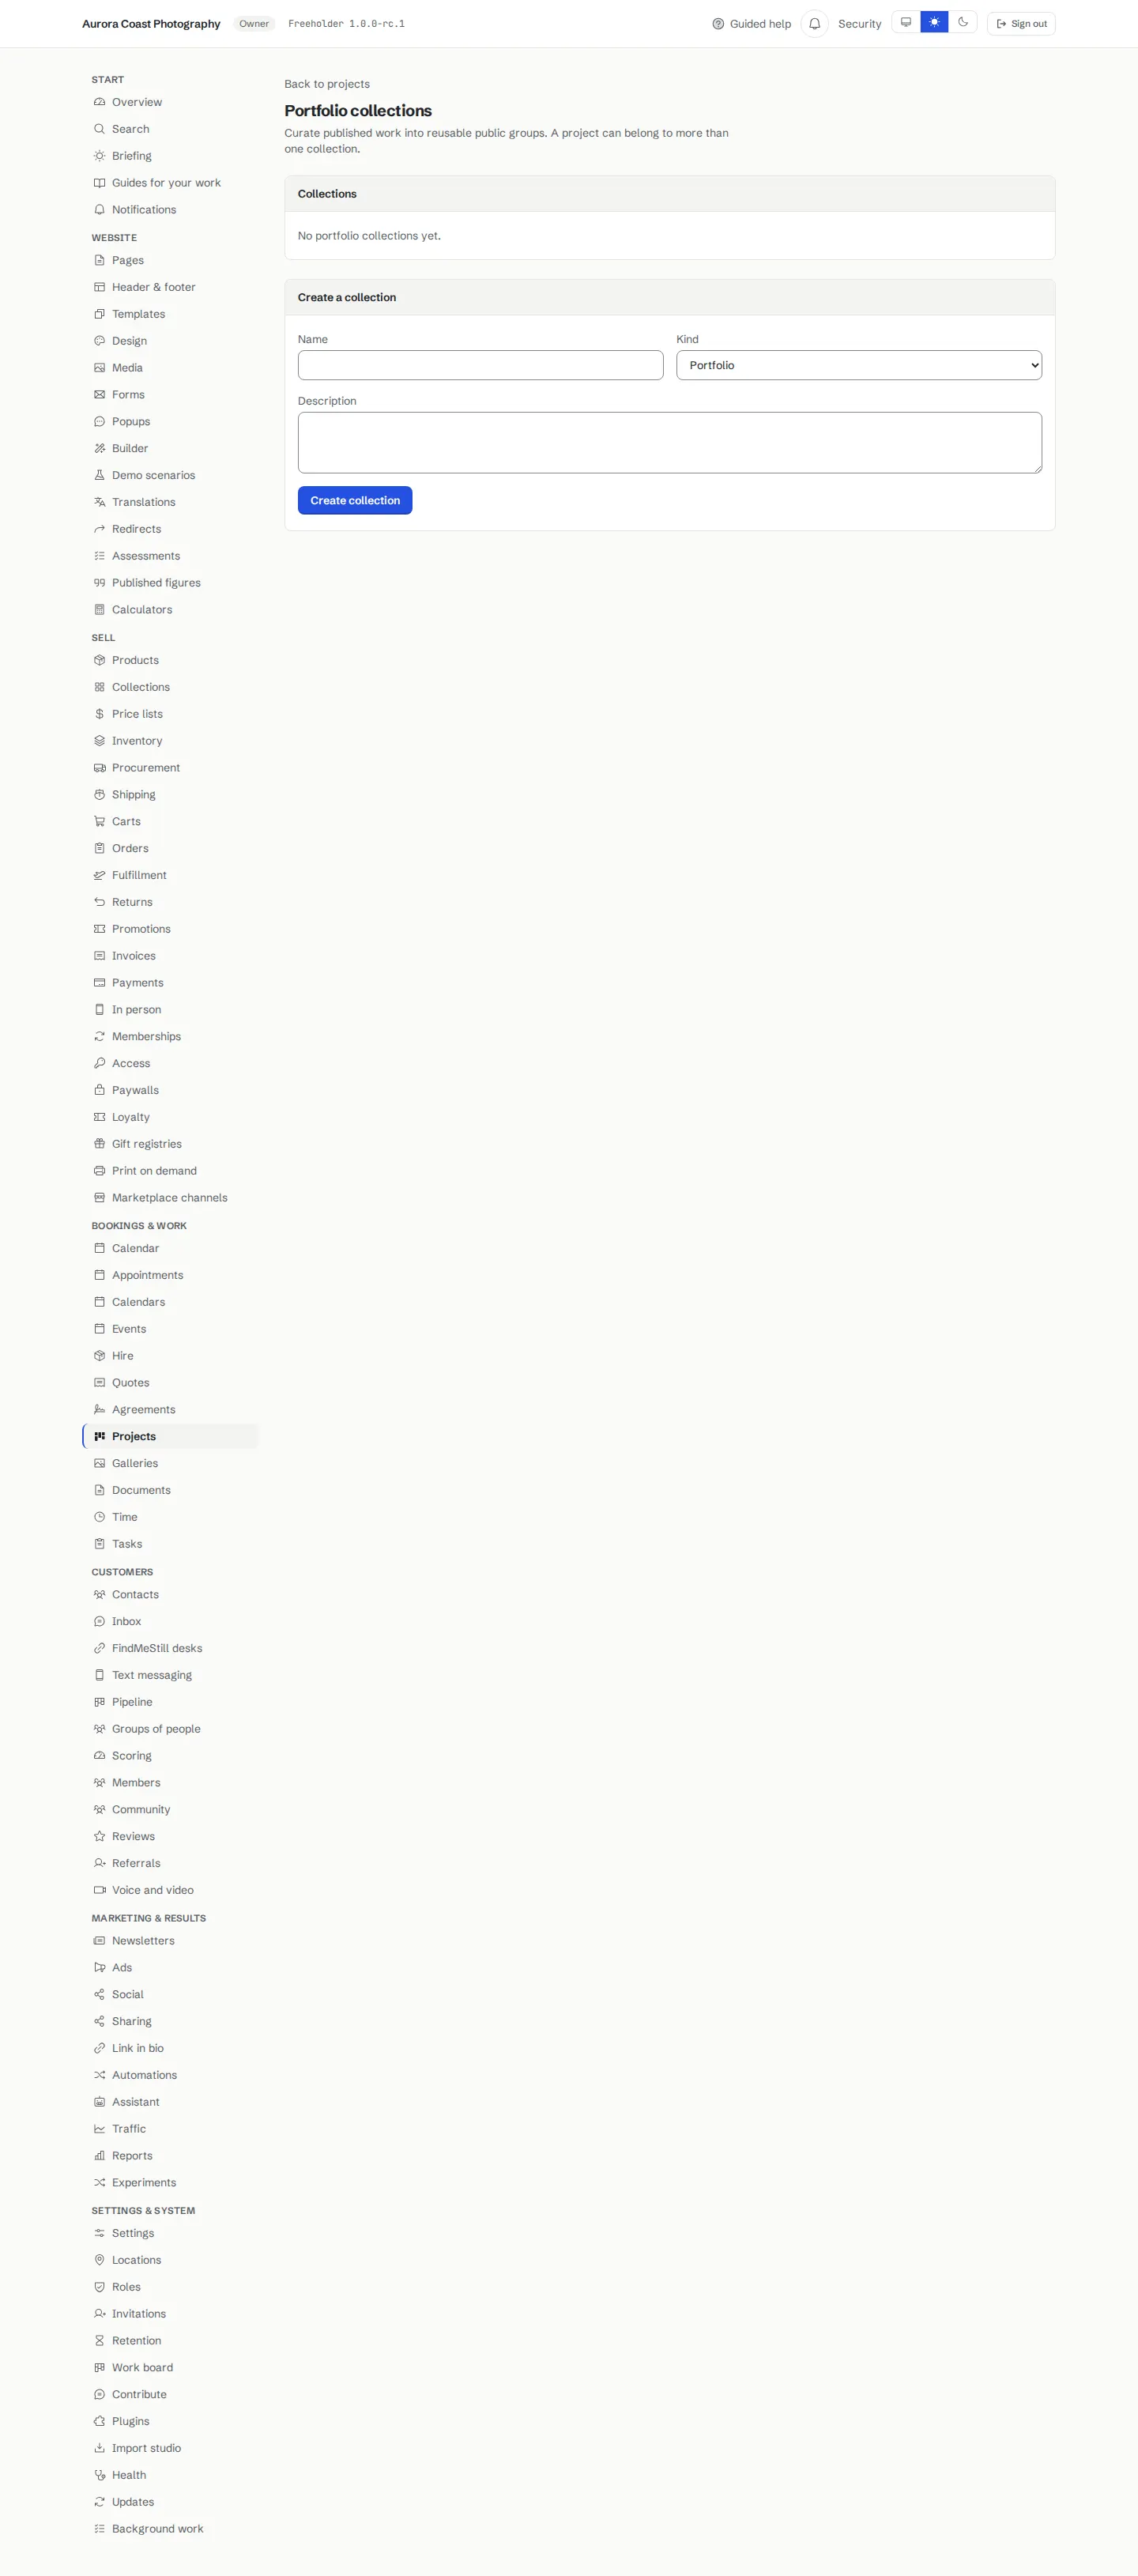 Aurora Coast Photography
Owner
Freeholder 1.0.0-rc.1
Guided help
Security
Sign out
START
Overview
Search
Briefing
Guides for your work
Notifications
WEBSITE
Pages
Header & footer
Templates
Design
Media
Forms
Popups
Builder
Demo scenarios
Translations
Redirects
Assessments
Published figures
Calculators
SELL
Products
Collections
Price lists
Inventory
Procurement
Shipping
Carts
Orders
Fulfillment
Returns
Promotions
Invoices
Payments
In person
Memberships
Access
Paywalls
Loyalty
Gift registries
Print on demand
Marketplace channels
BOOKINGS & WORK
Calendar
Appointments
Calendars
Events
Hire
Quotes
Agreements
Projects
Galleries
Documents
Time
Tasks
CUSTOMERS
Contacts
Inbox
FindMeStill desks
Text messaging
Pipeline
Groups of people
Scoring
Members
Community
Reviews
Referrals
Voice and video
MARKETING & RESULTS
Newsletters
Ads
Social
Sharing
Link in bio
Automations
Assistant
Traffic
Reports
Experiments
SETTINGS & SYSTEM
Settings
Locations
Roles
Invitations
Retention
Work board
Contribute
Plugins
Import studio
Health
Updates
Background work
Back to projects
Portfolio collections
Curate published work into reusable public groups. A project can belong to more than
one collection.
Collections
No portfolio collections yet.
Create a collection
Name
Kind
Portfolio
Description
Create collection